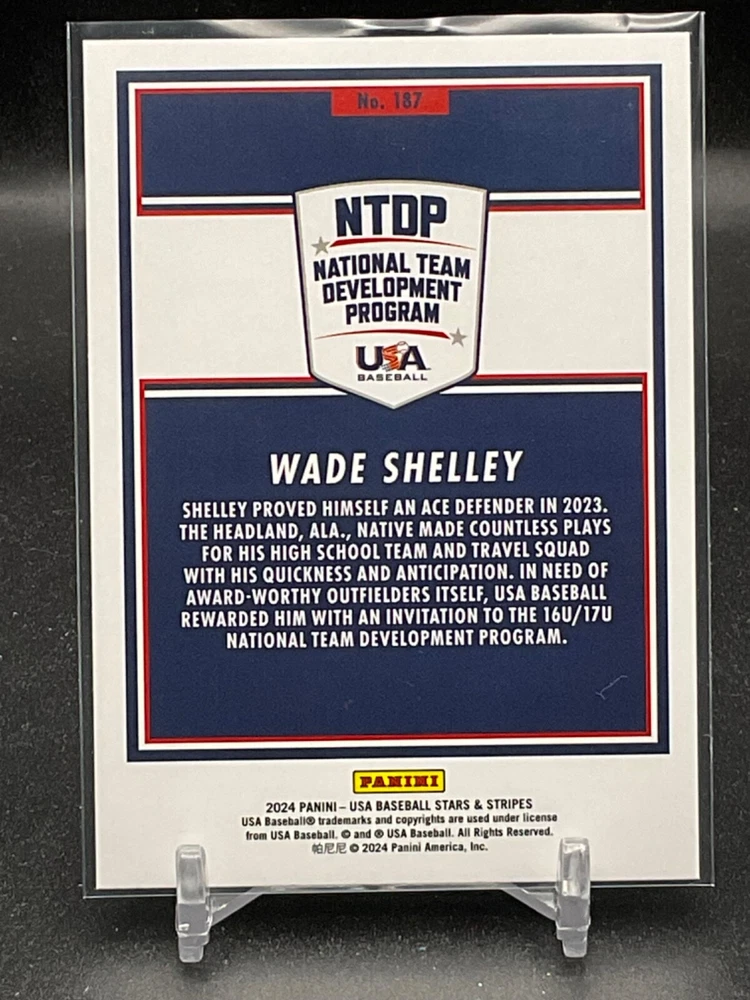 No. 187
NTDP
NATIONAL TEAM
DEVELOPMENT
PROGRAM
USA
BASEBALL
WADE SHELLEY
SHELLEY PROVED HIMSELF AN ACE DEFENDER IN 2023.
THE HEADLAND, ALA., NATIVE MADE COUNTLESS PLAYS
FOR HIS HIGH SCHOOL TEAM AND TRAVEL SQUAD
WITH HIS QUICKNESS AND ANTICIPATION. IN NEED OF
AWARD-WORTHY OUTFIELDERS ITSELF, USA BASEBALL
REWARDED HIM WITH AN INVITATION TO THE 16U/17U
NATIONAL TEAM DEVELOPMENT PROGRAM.
PANINI
2024 PANINI – USA BASEBALL STARS & STRIPES
USA Baseball® trademarks and copyrights are used under license
from USA Baseball. © and ® USA Baseball. All Rights Reserved.
帕尼尼 © 2024 Panini America, Inc.